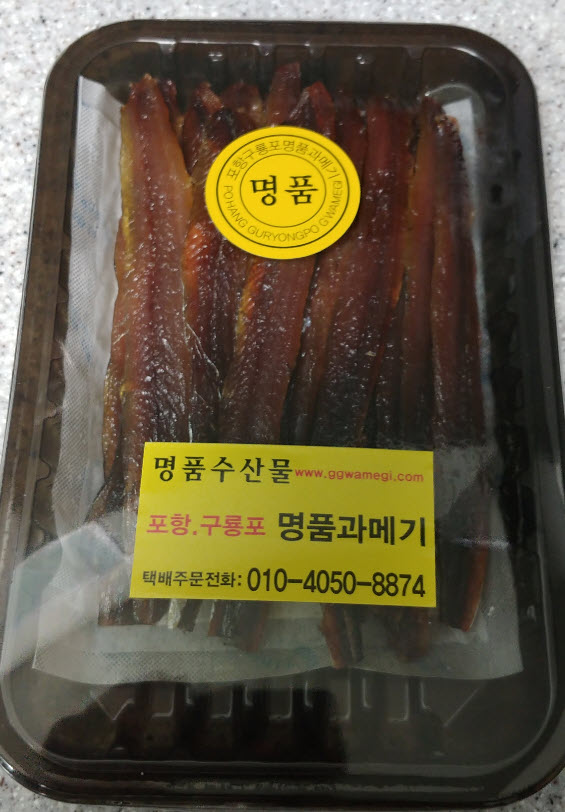 포항구룡포명품과메기
명품
POHANG GURYONGPO GWAMEGI
명품수산물 www.ggwamegi.com
포항.구룡포 명품과메기
택배주문전화: 010-4050-8874